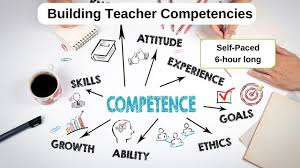 Building Teacher Competencies
Self-Paced
6-hour long
ATTITUDE
SKILLS
EXPERIENCE
COMPETENCE
GOALS
GROWTH
ABILITY
ETHICS